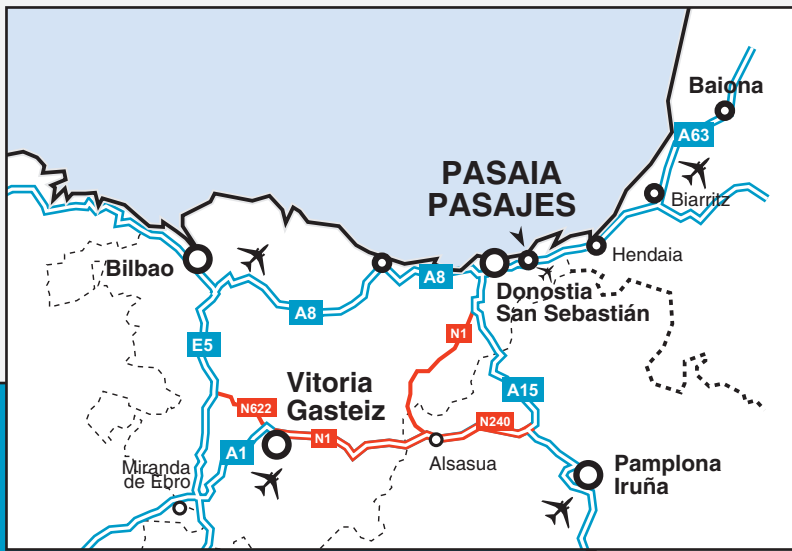 Baiona
A63
PASAIA
PASAJES
Biarritz
Hendaia
Bilbao
A8
Donostia
San Sebastián
A8
E5
N1
Vitoria
Gasteiz
A15
N622
N240
N1
A1
Alsasua
Miranda
de Ebro
Pamplona
Iruña